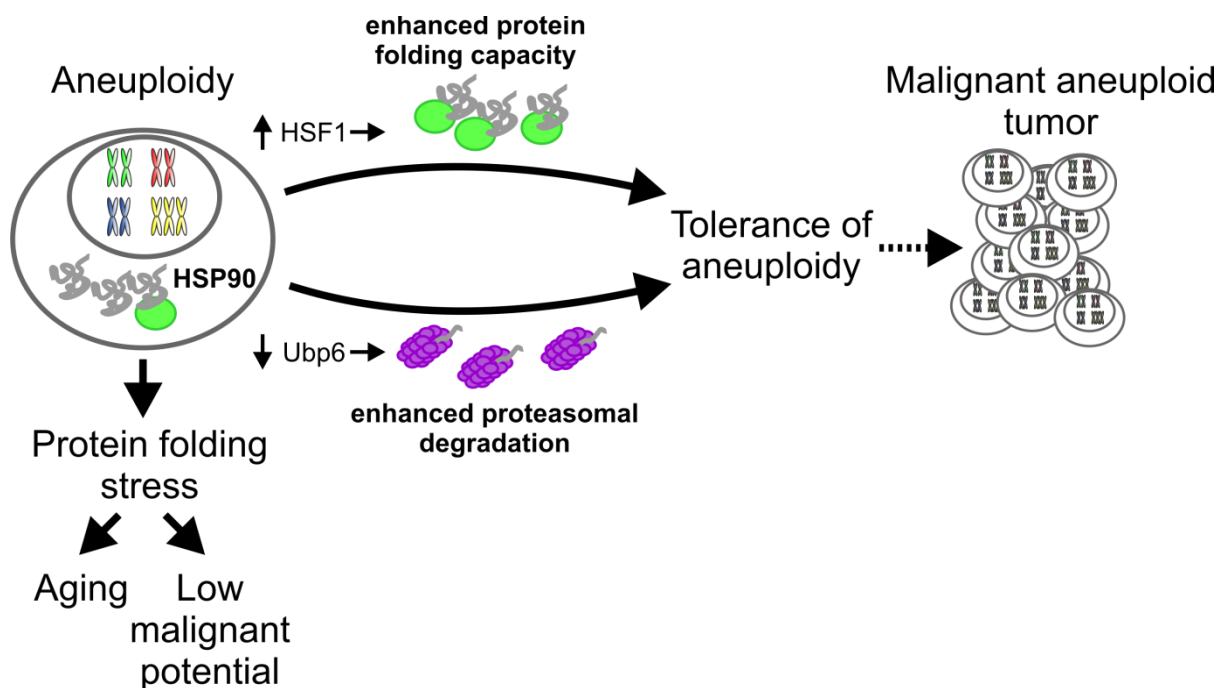 Aneuploidy
HSP90
enhanced protein
folding capacity
HSF1
Ubp6
enhanced proteasomal
degradation
Tolerance of
aneuploidy
Malignant aneuploid
tumor
Protein folding
stress
Aging
Low
malignant
potential